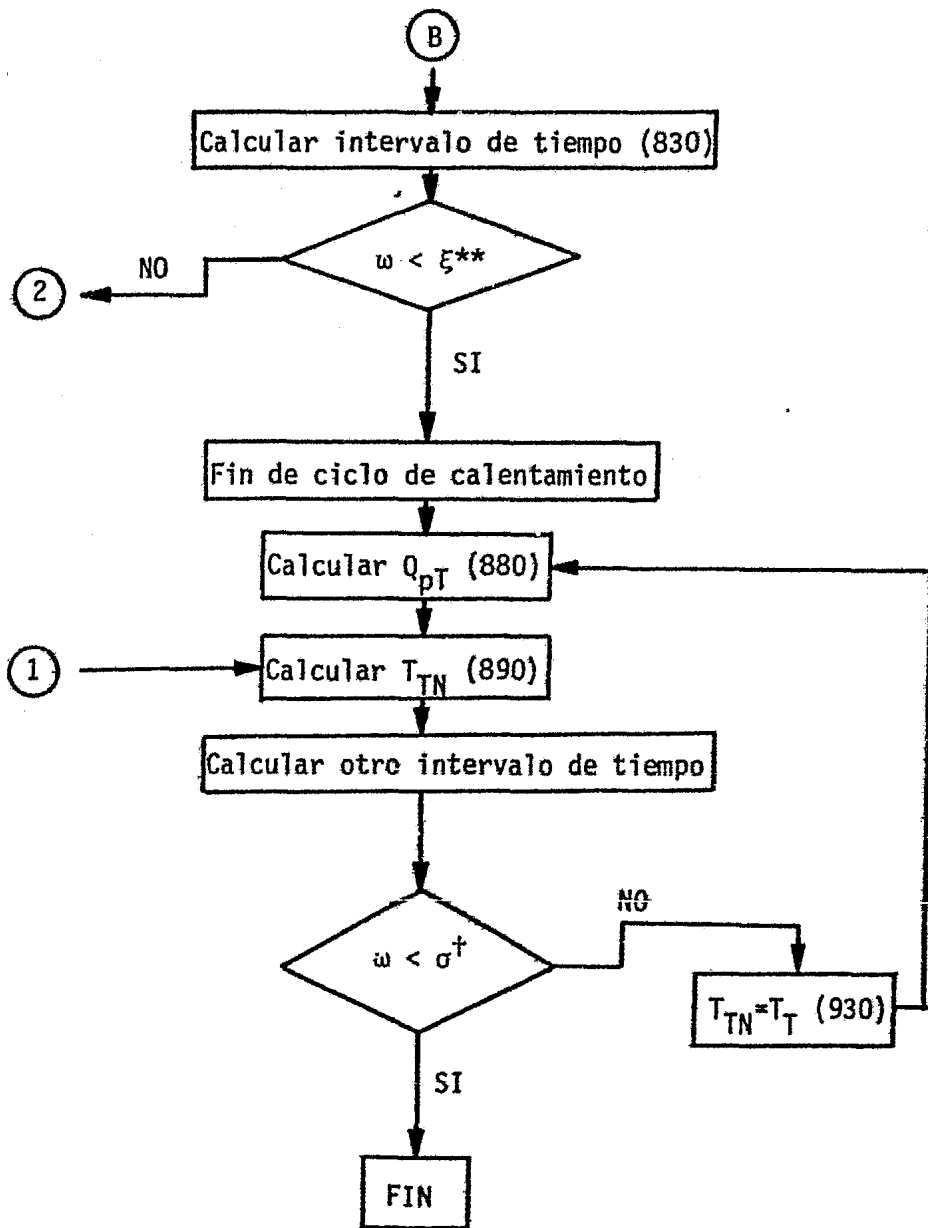 B
Calcular intervalo de tiempo (830)
ω < ξ**
NO
2
SI
Fin de ciclo de calentamiento
Calcular Q_pT (880)
1
Calcular T_TN (890)
Calcular otro intervalo de tiempo
ω < σ†
NO
T_TN=T_T (930)
SI
FIN